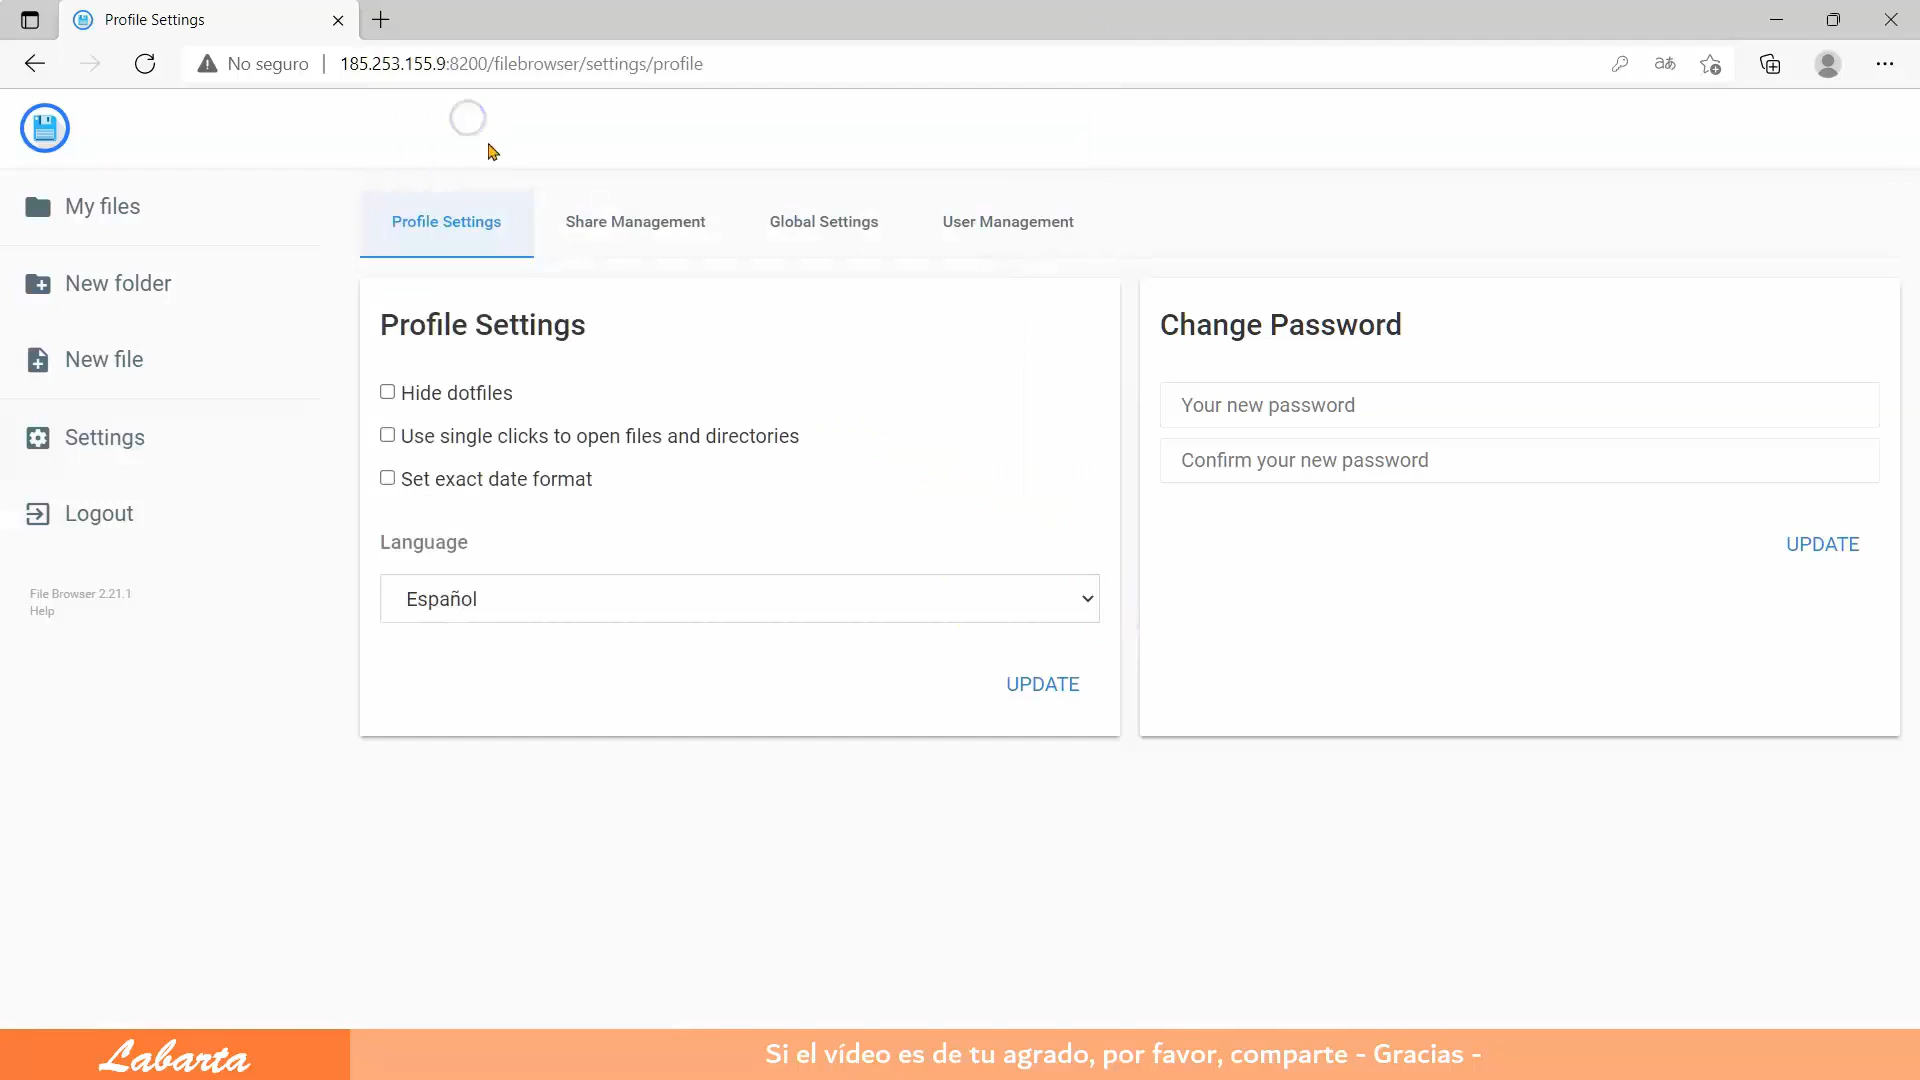 Profile Settings
No seguro
185.253.155.9:8200/filebrowser/settings/profile
My files
New folder
New file
Settings
Logout
File Browser 2.21.1
Help
Profile Settings
Share Management
Global Settings
User Management
Profile Settings
Hide dotfiles
Use single clicks to open files and directories
Set exact date format
Language
Español
UPDATE
Change Password
Your new password
Confirm your new password
UPDATE
Labarta
Si el vídeo es de tu agrado, por favor, comparte - Gracias -